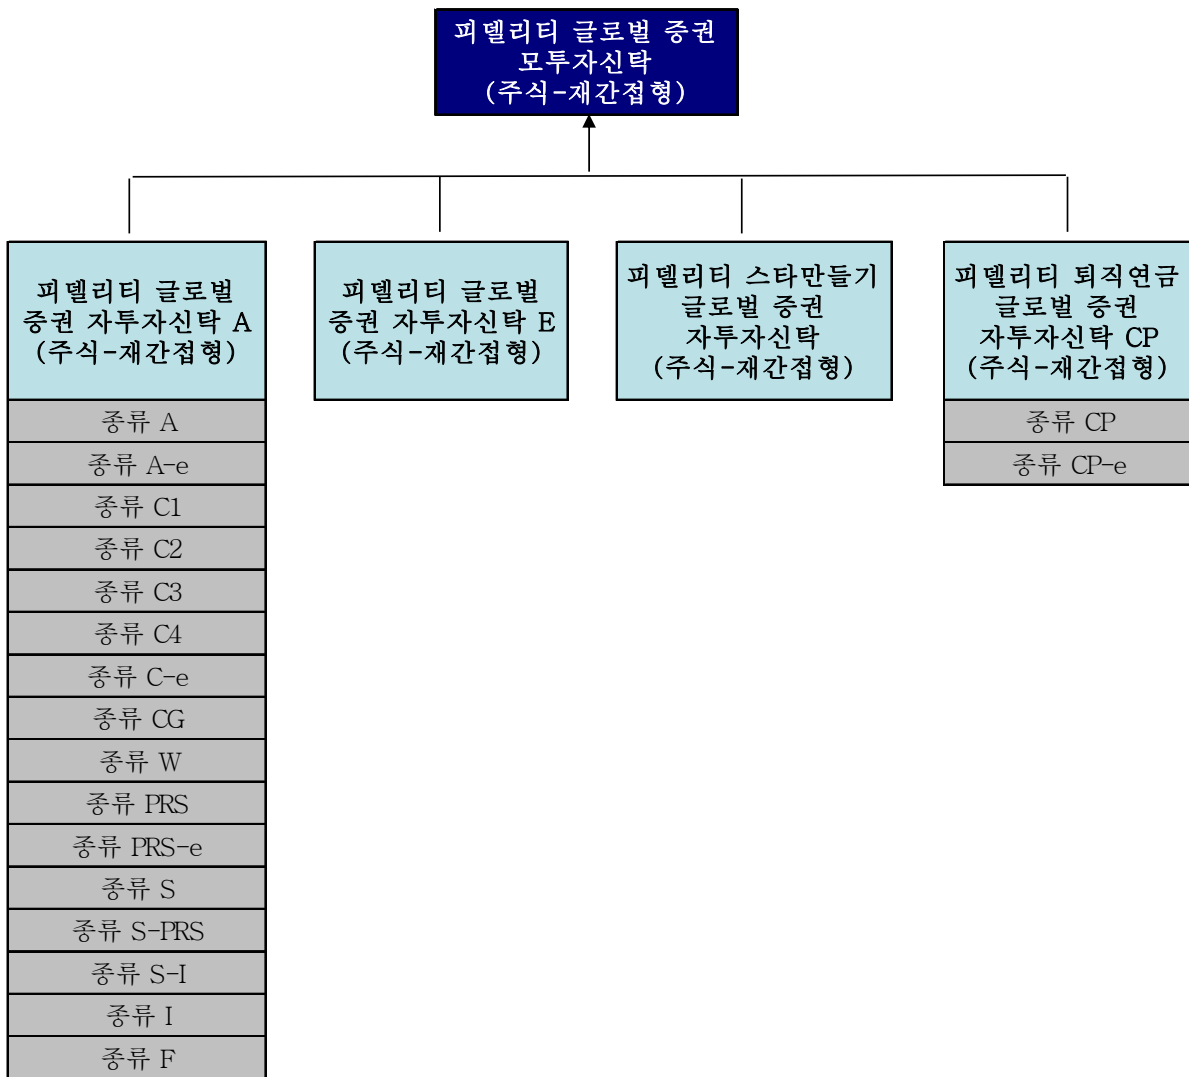 피델리티 글로벌 증권
모투자신탁
(주식-재간접형)
피델리티 글로벌
증권 자투자신탁 A
(주식-재간접형)
종류 A
종류 A-e
종류 C1
종류 C2
종류 C3
종류 C4
종류 C-e
종류 CG
종류 W
종류 PRS
종류 PRS-e
종류 S
종류 S-PRS
종류 S-I
종류 I
종류 F
피델리티 글로벌
증권 자투자신탁 E
(주식-재간접형)
피델리티 스타만들기
글로벌 증권
자투자신탁
(주식-재간접형)
피델리티 퇴직연금
글로벌 증권
자투자신탁 CP
(주식-재간접형)
종류 CP
종류 CP-e